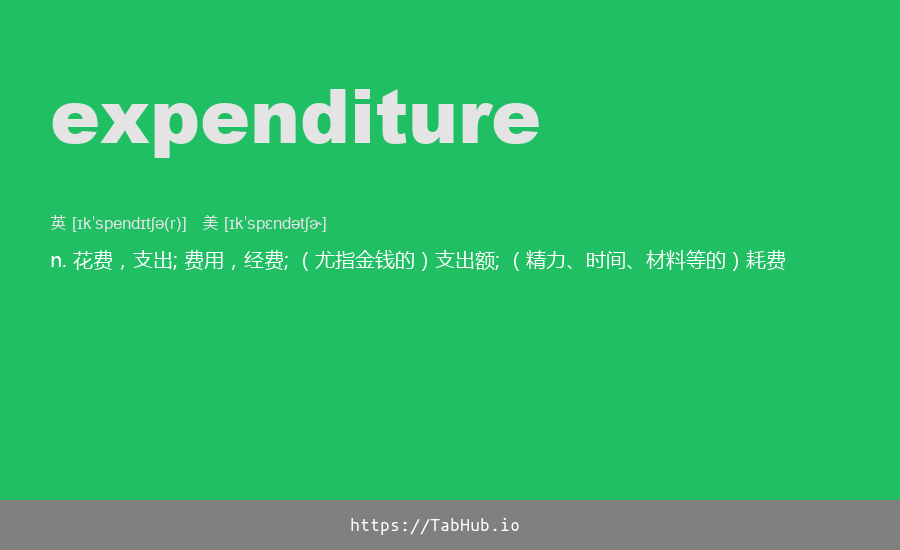 expenditure
英 [ɪkˈspendɪtʃə(r)] 美 [ɪkˈspɛndətʃɚ]
n. 花费，支出; 费用，经费; （尤指金钱的）支出额; （精力、时间、材料等的）耗费
https://TabHub.io